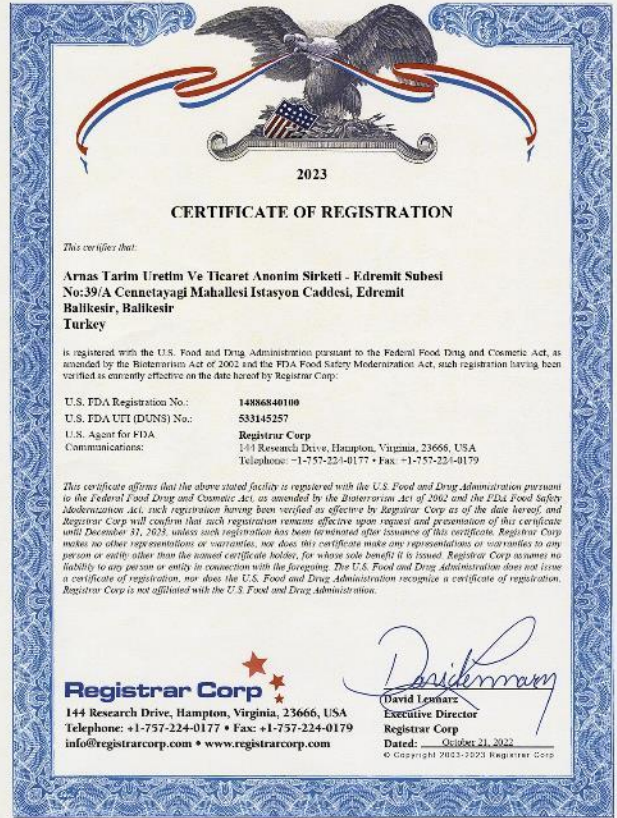 2023
CERTIFICATE OF REGISTRATION
This certifies that:
Arnas Tarim Uretim Ve Ticaret Anonim Sirketi - Edremit Subesi
No:39/A Cennetayagi Mahallesi Istasyon Caddesi, Edremit
Balikesir, Balikesir
Turkey
is registered with the U.S. Food and Drug Administration pursuant to the Federal Food Drug and Cosmetic Act, as
amended by the Bioterrorism Act of 2002 and the FDA Food Safety Modernization Act, such registration having been
verified as currently effective on the date hereof by Registrar Corp:
U.S. FDA Registration No.: 14886840100
U.S. FDA UFI (DUNS) No.: 533145257
U.S. Agent for FDA Registrar Corp
Communications: 144 Research Drive, Hampton, Virginia, 23666, USA
Telephone: +1-757-224-0177 • Fax: +1-757-224-0179
This certificate affirms that the above stated facility is registered with the U.S. Food and Drug Administration pursuant
to the Federal Food Drug and Cosmetic Act, as amended by the Bioterrorism Act of 2002 and the FDA Food Safety
Modernization Act, such registration having been verified as effective by Registrar Corp as of the date hereof, and
Registrar Corp will confirm that such registration remains effective upon request and presentation of this certificate
until December 31, 2023, unless such registration has been terminated after issuance of this certificate. Registrar Corp
makes no other representations or warranties, nor does this certificate make any representations or warranties to any
person or entity other than the named certificate holder, for whose sole benefit it is issued. Registrar Corp assumes no
liability to any person or entity in connection with the foregoing. The U.S. Food and Drug Administration does not issue
a certificate of registration, nor does the U.S. Food and Drug Administration recognize a certificate of registration.
Registrar Corp is not affiliated with the U.S. Food and Drug Administration.
Registrar Corp
144 Research Drive, Hampton, Virginia, 23666, USA
Telephone: +1-757-224-0177 • Fax: +1-757-224-0179
info@registrarcorp.com • www.registrarcorp.com
David Lennarz
David Lennarz
Executive Director
Registrar Corp
Dated: October 21, 2022
© Copyright 2003-2023 Registrar Corp